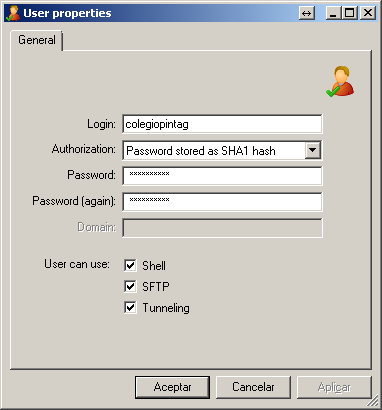 User properties
General
Login: colegiopintag
Authorization: Password stored as SHA1 hash
Password: **********
Password (again): **********
Domain:
User can use: Shell
SFTP
Tunneling
Aceptar Cancelar Aplicar